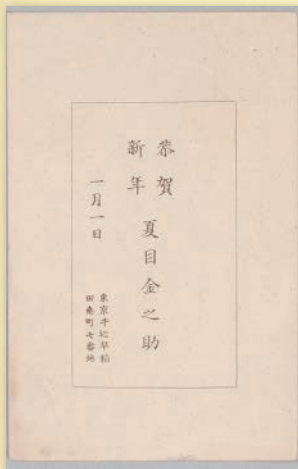 恭賀
新年
夏目金之助
一月一日
東京牛込早稲
田南町七番地